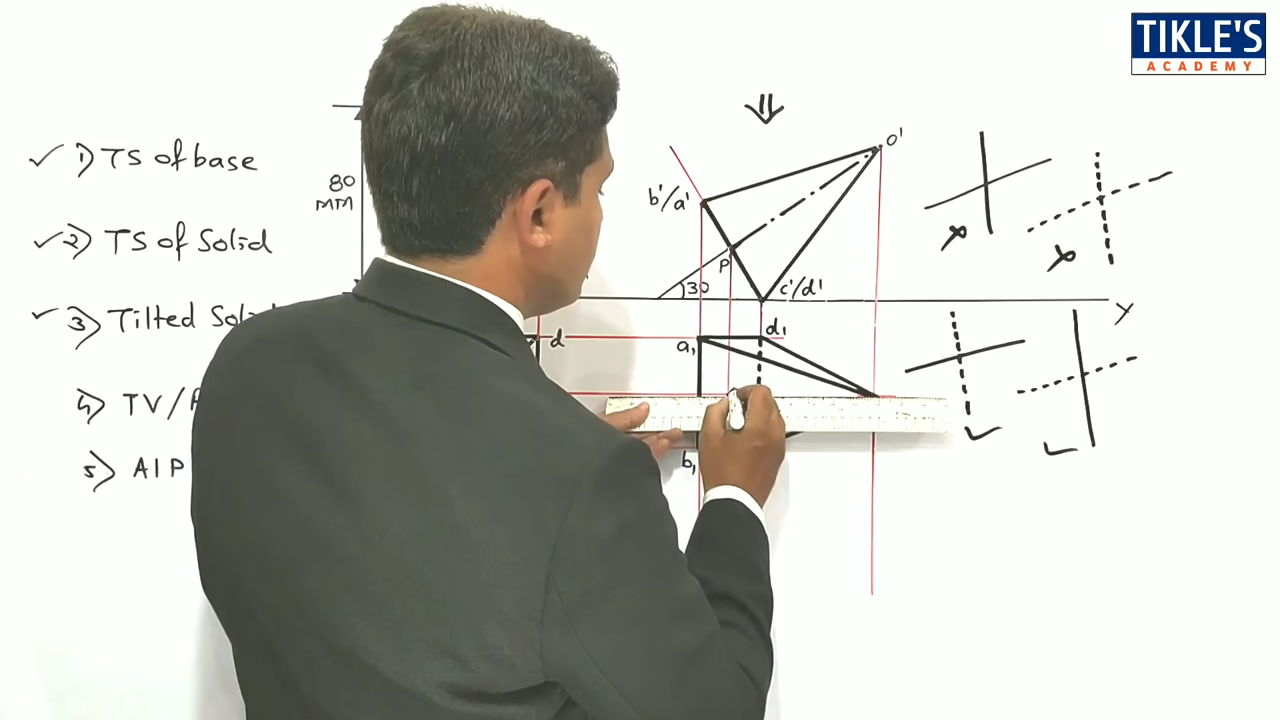 TIKLE'S
ACADEMY
✓ 1) TS of base
✓ 2) TS of Solid
✓ 3) Tilted
4) TV/
5) AIP
80
MM
o'
b'/a'
P
30
c'/d'
Y
d
a₁
d₁
b₁